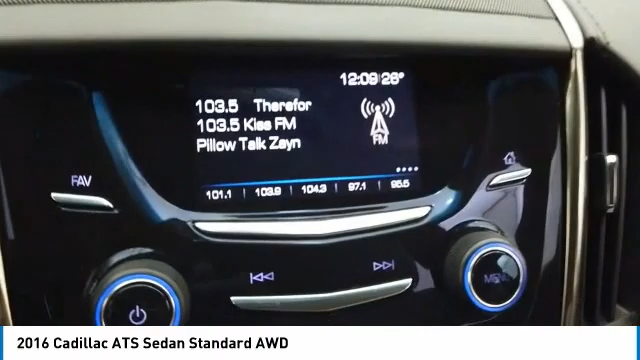 12:09 26°
103.5 Therefor
103.5 Kiss FM
Pillow Talk Zayn
FM
101.1 103.9 104.3 97.1 95.5
FAV
MENU
2016 Cadillac ATS Sedan Standard AWD